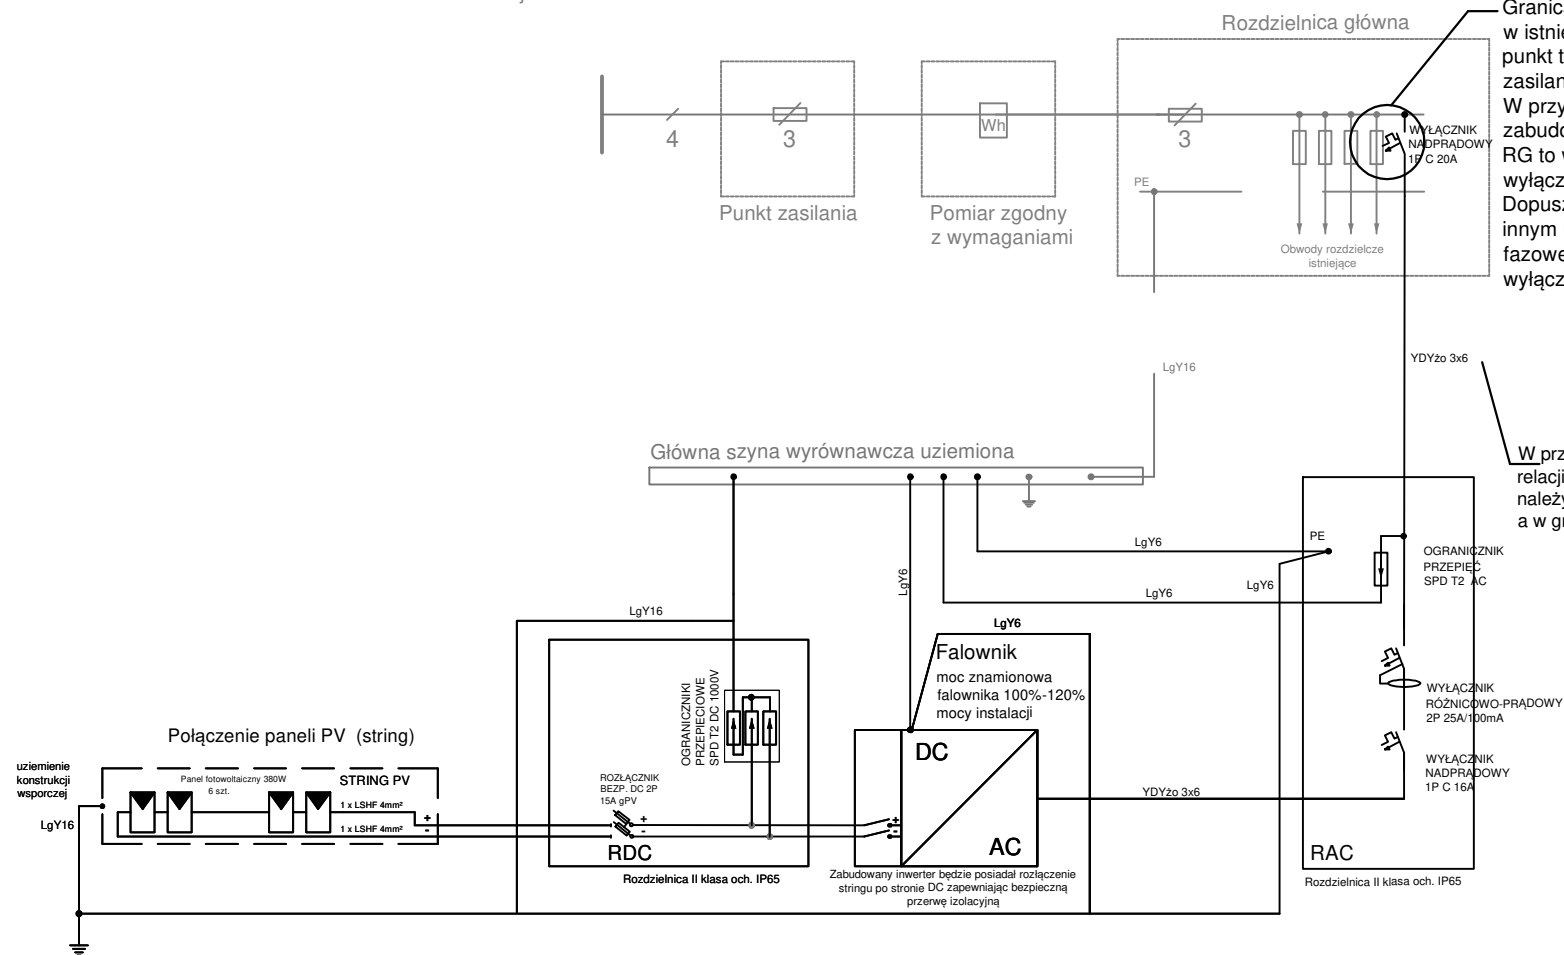 Rozdzielnica główna
4
3
Wh
3
PE
WYŁĄCZNIK
NADPRĄDOWY
1P C 20A
Punkt zasilania
Pomiar zgodny
z wymaganiami
Obwody rozdzielcze
istniejące
w istnie
punkt t
zasilan
W przy
zabudo
RG to
wyłącz
Dopus
innym
fazowe
wyłącz
YDYżo 3x6
LgY16
W prz
relacji
należy
a w gr
Główna szyna wyrównawcza uziemiona
LgY6
LgY6
LgY6
LgY6
PE
OGRANICZNIK
PRZEPIĘĆ
SPD T2 AC
LgY16
LgY6
Falownik
moc znamionowa
falownika 100%-120%
mocy instalacji
OGRANICZNIKI
PRZEPIECIOWE
SPD T2 DC 1000V
WYŁĄCZNIK
RÓŻNICOWO-PRĄDOWY
2P 25A/100mA
WYŁĄCZNIK
NADPRĄDOWY
1P C 16A
Połączenie paneli PV (string)
uziemienie
konstrukcji
wsporczej
LgY16
Panel fotowoltaiczny 380W
6 szt.
STRING PV
1 x LSHF 4mm²
1 x LSHF 4mm²
+
-
ROZŁĄCZNIK
BEZP. DC 2P
15A gPV
+
-
RDC
Rozdzielnica II klasa och. IP65
+
-
DC
AC
Zabudowany inwerter będzie posiadał rozłączenie
stringu po stronie DC zapewniając bezpieczną
przerwę izolacyjną
YDYżo 3x6
RAC
Rozdzielnica II klasa och. IP65